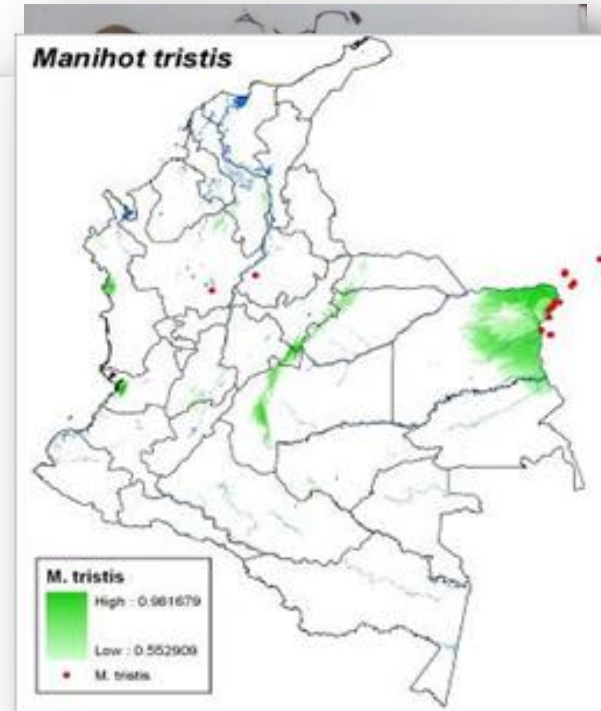 Manihot tristis
M. tristis
High : 0.981679
Low : 0.552909
M. tristis